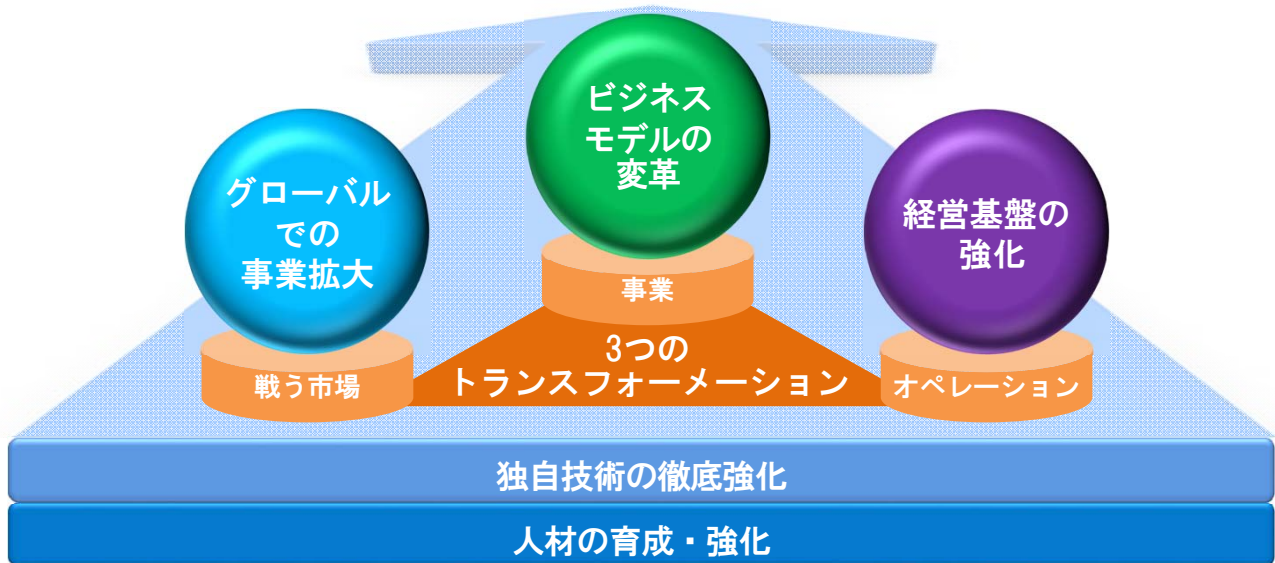 ビジネス
モデルの
変革
事業
グローバル
での
事業拡大
戦う市場
経営基盤の
強化
オペレーション
3つの
トランスフォーメーション
独自技術の徹底強化
人材の育成・強化